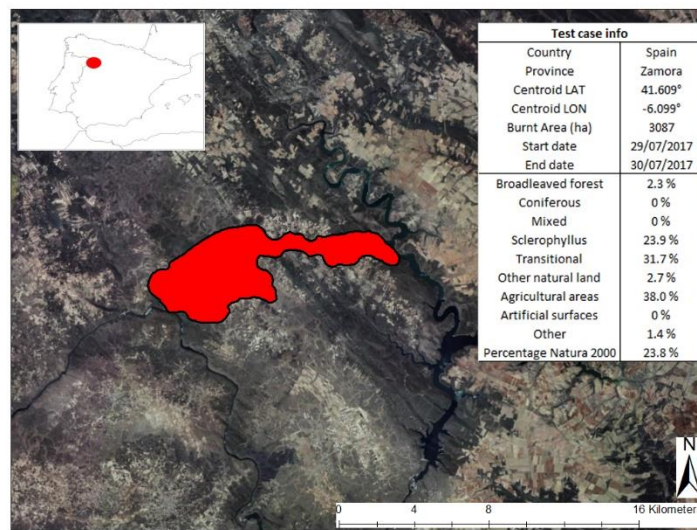 Test case info
Country Spain
Province Zamora
Centroid LAT 41.609°
Centroid LON -6.099°
Burnt Area (ha) 3087
Start date 29/07/2017
End date 30/07/2017
Broadleaved forest 2.3 %
Coniferous 0 %
Mixed 0 %
Sclerophyllus 23.9 %
Transitional 31.7 %
Other natural land 2.7 %
Agricultural areas 38.0 %
Artificial surfaces 0 %
Other 1.4 %
Percentage Natura 2000 23.8 %
N
0 4 8 16 Kilometer